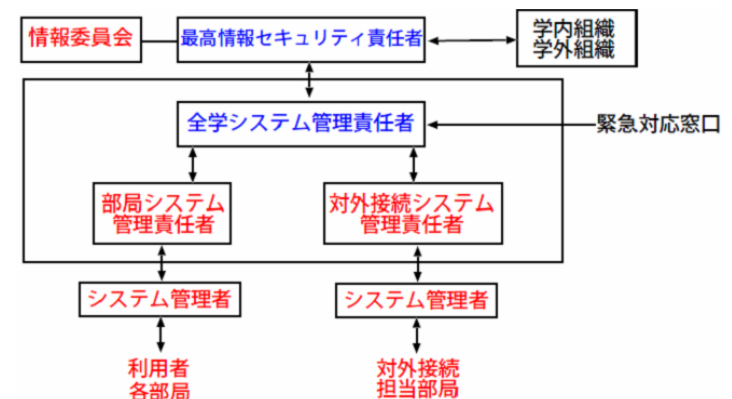 情報委員会
最高情報セキュリティ責任者
学内組織
学外組織
全学システム管理責任者
緊急対応窓口
部局システム
管理責任者
対外接続システム
管理責任者
システム管理者
システム管理者
利用者
各部局
対外接続
担当部局